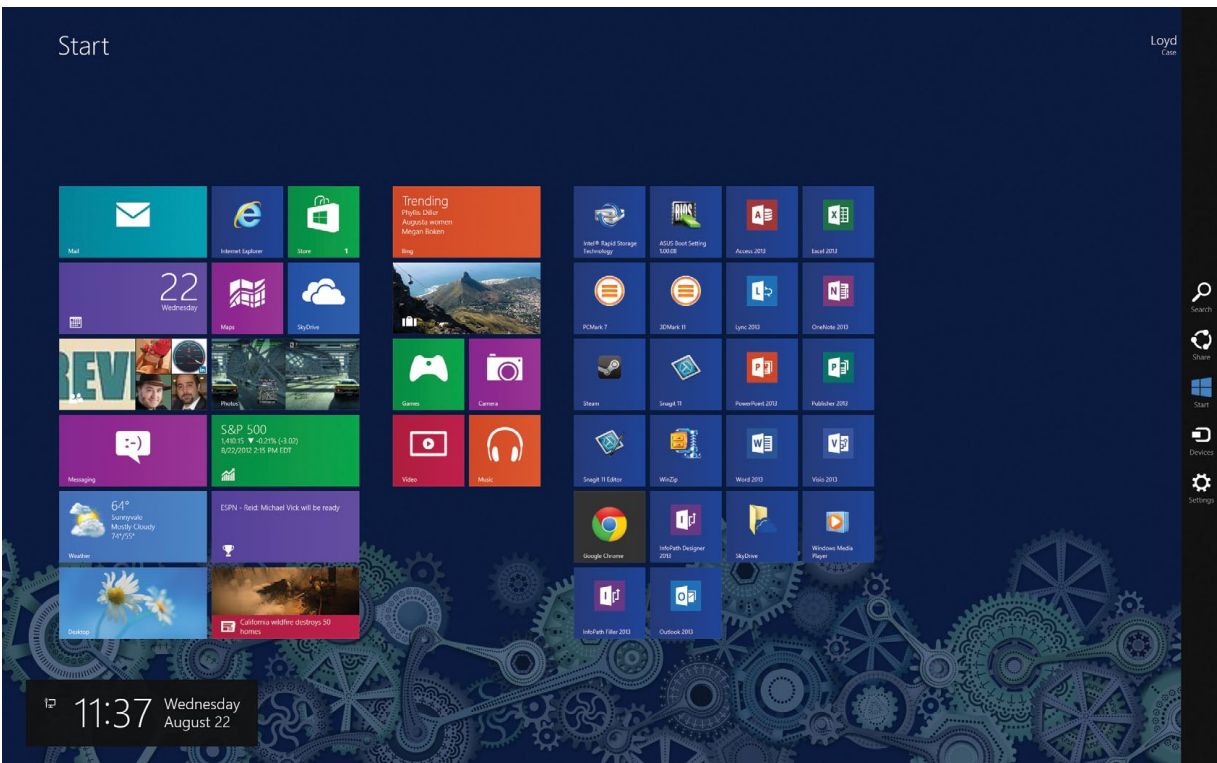 Start
Loyd
Case
Mail
Internet Explorer
Store
1
22
Wednesday
Maps
SkyDrive
REVI
Photos
Messaging
S&P 500
1,410.15 ▼ -0.21% (-3.02)
8/22/2012 2:15 PM EDT
64°
Sunnyvale
Mostly Cloudy
74°/55°
Weather
ESPN - Reid: Michael Vick will be ready
Desktop
California wildfire destroys 50
homes
Trending
Phyllis Diller
Augusta women
Megan Boken
Bing
Games
Camera
Video
Music
Intel® Rapid Storage
Technology
BIOS
ASUS Boot Setting
1.00.08
Access 2013
Excel 2013
PCMark 7
3DMark 11
Lync 2013
OneNote 2013
Steam
Snagit 11
PowerPoint 2013
Publisher 2013
Snagit 11 Editor
WinZip
Word 2013
Visio 2013
Google Chrome
InfoPath Designer
2013
SkyDrive
Windows Media
Player
InfoPath Filler 2013
Outlook 2013
Search
Share
Start
Devices
Settings
11:37
Wednesday
August 22